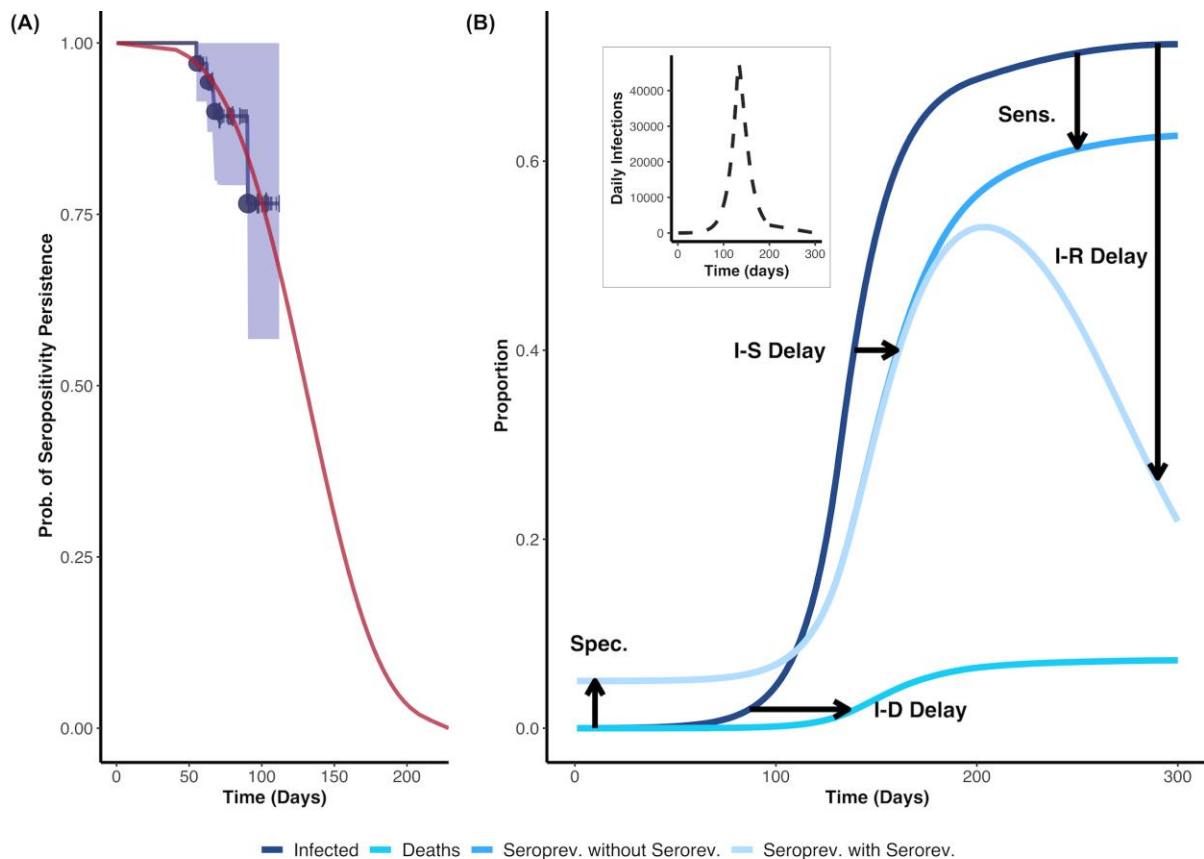 (A)
Prob. of Seropositivity Persistence
1.00
0.75
0.50
0.25
0.00
0
50
100
150
200
Time (Days)
(B)
Proportion
0.6
0.4
0.2
0.0
0
100
200
300
Time (Days)
Daily Infections
40000
30000
20000
10000
0
0
100
200
300
Time (days)
Sens.
I-R Delay
I-S Delay
Spec.
I-D Delay
Infected
Deaths
Seroprev. without Serorev.
Seroprev. with Serorev.